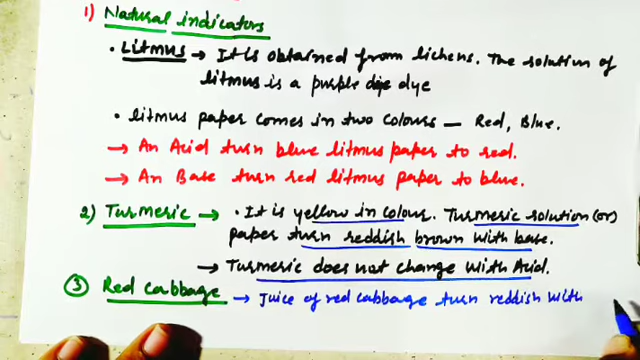 1) Natural indicators
• Litmus → It is obtained from lichens. The solution of
litmus is a purple dye
• litmus paper comes in two colours — Red, Blue.
→ An Acid turn blue litmus paper to red.
→ An Base turn red litmus paper to blue.
2) Turmeric → • It is yellow in colour. Turmeric solution (or)
paper turn reddish brown with base.
→ Turmeric does not change with Acid.
③ Red cabbage → Juice of red cabbage turn reddish with